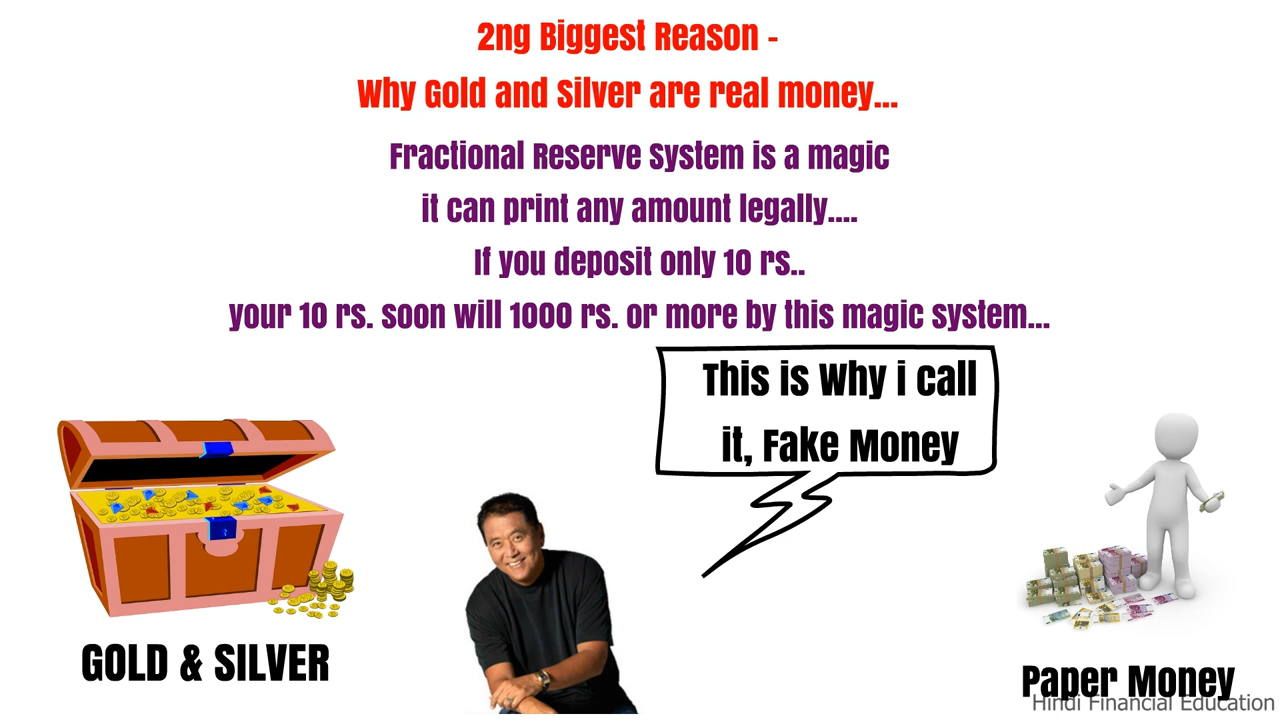 2ng Biggest Reason -
Why Gold and Silver are real money...
Fractional Reserve System is a magic
it can print any amount legally....
If you deposit only 10 rs..
your 10 rs. soon will 1000 rs. or more by this magic system...
This is Why i call
it, Fake Money
GOLD & SILVER
Paper Money
Hindi Financial Education